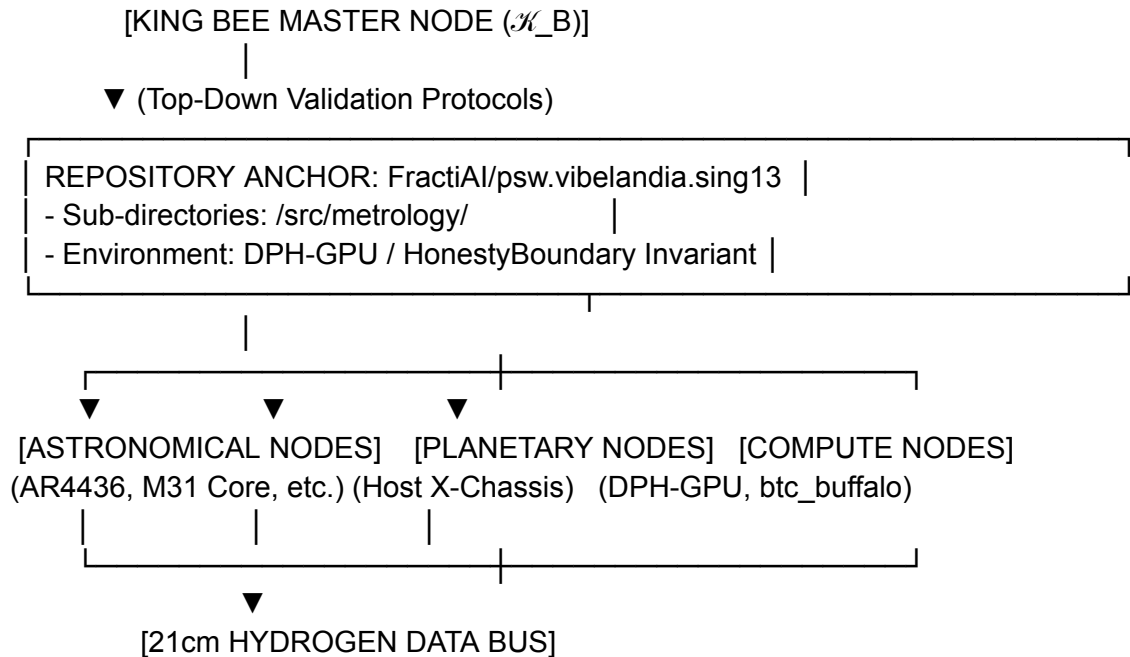 [KING BEE MASTER NODE (𝒦_B)]
▼ (Top-Down Validation Protocols)
REPOSITORY ANCHOR: FractiAI/psw.vibelandia.sing13
- Sub-directories: /src/metrology/
- Environment: DPH-GPU / HonestyBoundary Invariant
▼ ▼ ▼
[ASTRONOMICAL NODES] [PLANETARY NODES] [COMPUTE NODES]
(AR4436, M31 Core, etc.) (Host X-Chassis) (DPH-GPU, btc_buffalo)
▼
[21cm HYDROGEN DATA BUS]